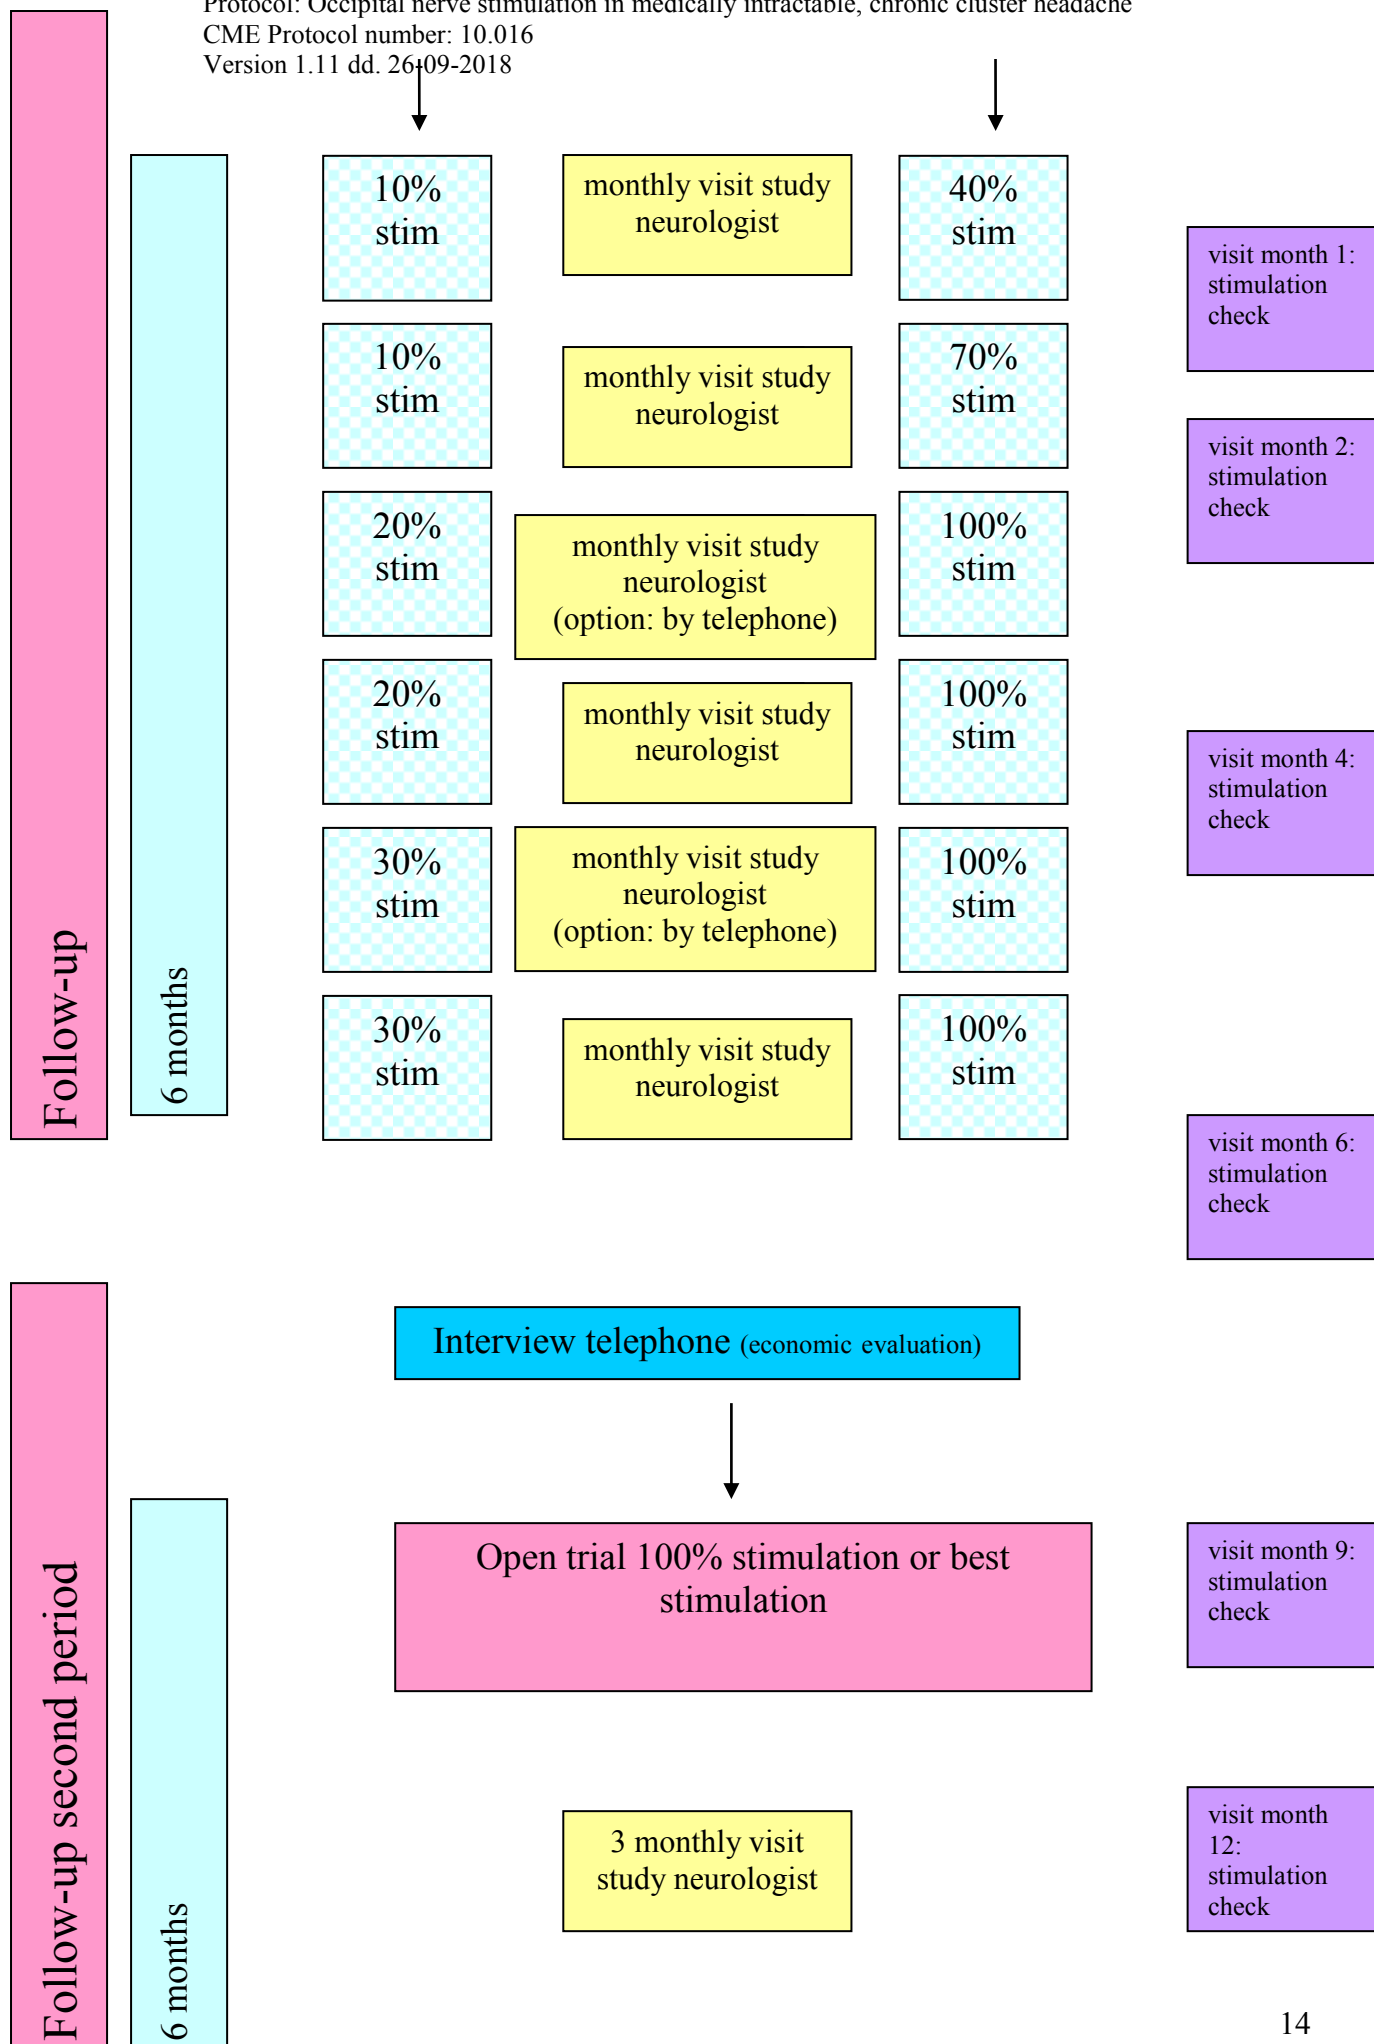 Protocol: Occipital nerve stimulation in medically intractable, chronic cluster headache
CME Protocol number: 10.016
Version 1.11 dd. 26-09-2018
Follow-up
6 months
10%
stim
monthly visit study
neurologist
40%
stim
visit month 1:
stimulation
check
10%
stim
monthly visit study
neurologist
70%
stim
visit month 2:
stimulation
check
20%
stim
monthly visit study
neurologist
(option: by telephone)
100%
stim
20%
stim
monthly visit study
neurologist
100%
stim
visit month 4:
stimulation
check
30%
stim
monthly visit study
neurologist
(option: by telephone)
100%
stim
30%
stim
monthly visit study
neurologist
100%
stim
visit month 6:
stimulation
check
Follow-up second period
6 months
Interview telephone (economic evaluation)
Open trial 100% stimulation or best
stimulation
visit month 9:
stimulation
check
3 monthly visit
study neurologist
visit month
12:
stimulation
check
14